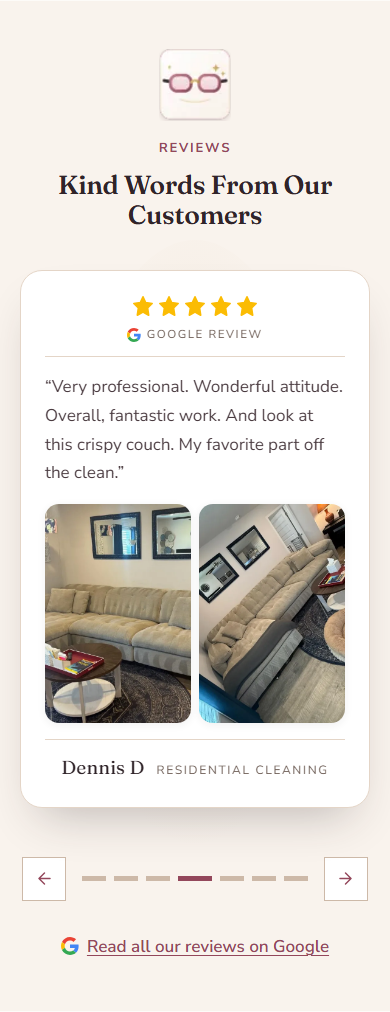 REVIEWS
Kind Words From Our
Customers
GOOGLE REVIEW
“Very professional. Wonderful attitude.
Overall, fantastic work. And look at
this crispy couch. My favorite part off
the clean.”
Dennis D RESIDENTIAL CLEANING
Read all our reviews on Google